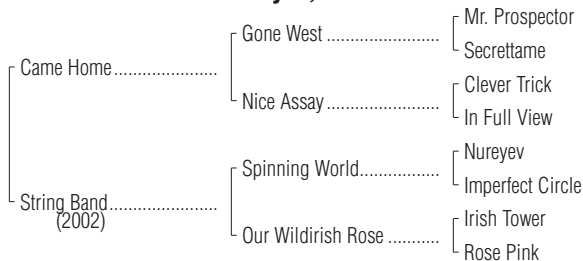 Mr. Prospector
Gone West
Secrettame
Came Home
Clever Trick
Nice Assay
In Full View
Nureyev
Spinning World
Imperfect Circle
String Band
(2002)
Irish Tower
Our Wildirish Rose
Rose Pink